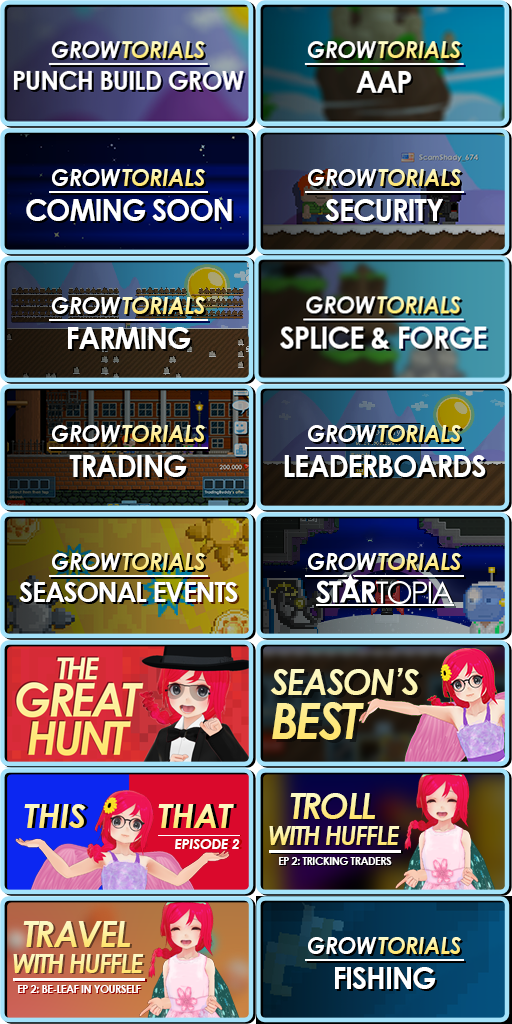 GROWTORIALS
PUNCH BUILD GROW
GROWTORIALS
AAP
GROWTORIALS
COMING SOON
ScamShady_674
GROWTORIALS
SECURITY
GROWTORIALS
FARMING
GROWTORIALS
SPLICE & FORGE
GROWTORIALS
TRADING
200,000
GROWTORIALS
LEADERBOARDS
GROWTORIALS
SEASONAL EVENTS
GROWTORIALS
STARTOPIA
THE
GREAT
HUNT
SEASON'S
BEST
THIS THAT
EPISODE 2
TROLL
WITH HUFFLE
EP 2: TRICKING TRADERS
TRAVEL
WITH HUFFLE
EP 2: BE-LEAF IN YOURSELF
GROWTORIALS
FISHING